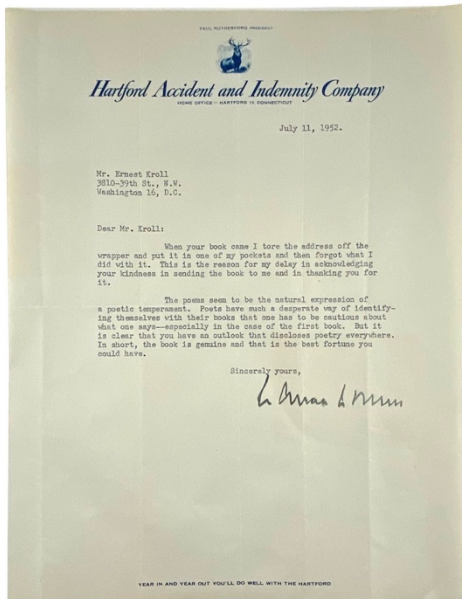 PAUL RUTHERFORD PRESIDENT
Hartford Accident and Indemnity Company
HOME OFFICE — HARTFORD 15 CONNECTICUT
July 11, 1952.
Mr. Ernest Kroll
3810-39th St., N.W.
Washington 16, D.C.
Dear Mr. Kroll:
When your book came I tore the address off the
wrapper and put it in one of my pockets and then forgot what I
did with it. This is the reason for my delay in acknowledging
your kindness in sending the book to me and in thanking you for
it.
The poems seem to be the natural expression of
a poetic temperament. Poets have such a desperate way of identify-
ing themselves with their books that one has to be cautious about
what one says--especially in the case of the first book. But it
is clear that you have an outlook that discloses poetry everywhere.
In short, the book is genuine and that is the best fortune you
could have.
Sincerely yours,
YEAR IN AND YEAR OUT YOU'LL DO WELL WITH THE HARTFORD